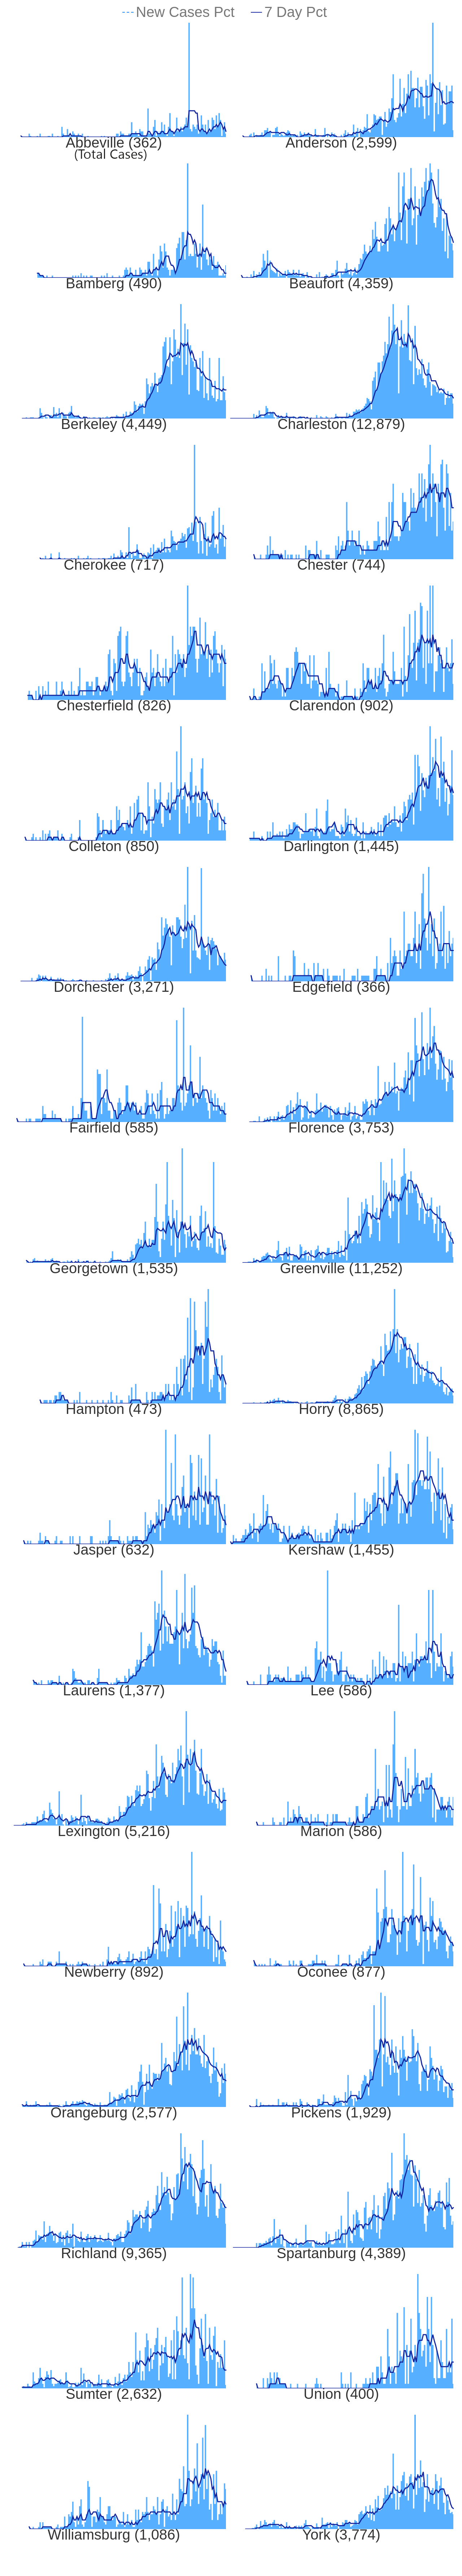 New Cases Pct 7 Day Pct
Abbeville (362) Anderson (2,599)
(Total Cases)
Bamberg (490) Beaufort (4,359)
Berkeley (4,449) Charleston (12,879)
Cherokee (717) Chester (744)
Chesterfield (826) Clarendon (902)
Colleton (850) Darlington (1,445)
Dorchester (3,271) Edgefield (366)
Fairfield (585) Florence (3,753)
Georgetown (1,535) Greenville (11,252)
Hampton (473) Horry (8,865)
Jasper (632) Kershaw (1,455)
Laurens (1,377) Lee (586)
Lexington (5,216) Marion (586)
Newberry (892) Oconee (877)
Orangeburg (2,577) Pickens (1,929)
Richland (9,365) Spartanburg (4,389)
Sumter (2,632) Union (400)
Williamsburg (1,086) York (3,774)